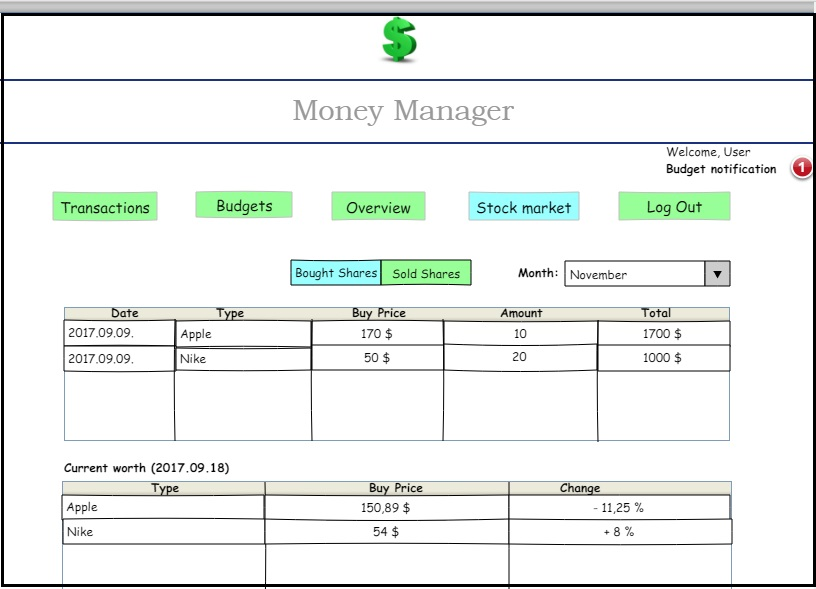 $
Money Manager
Welcome, User
Budget notification 1
Transactions Budgets Overview Stock market Log Out
Bought Shares Sold Shares Month: November
Date Type Buy Price Amount Total
2017.09.09. Apple 170 $ 10 1700 $
2017.09.09. Nike 50 $ 20 1000 $
Current worth (2017.09.18)
Type Buy Price Change
Apple 150,89 $ - 11,25 %
Nike 54 $ + 8 %